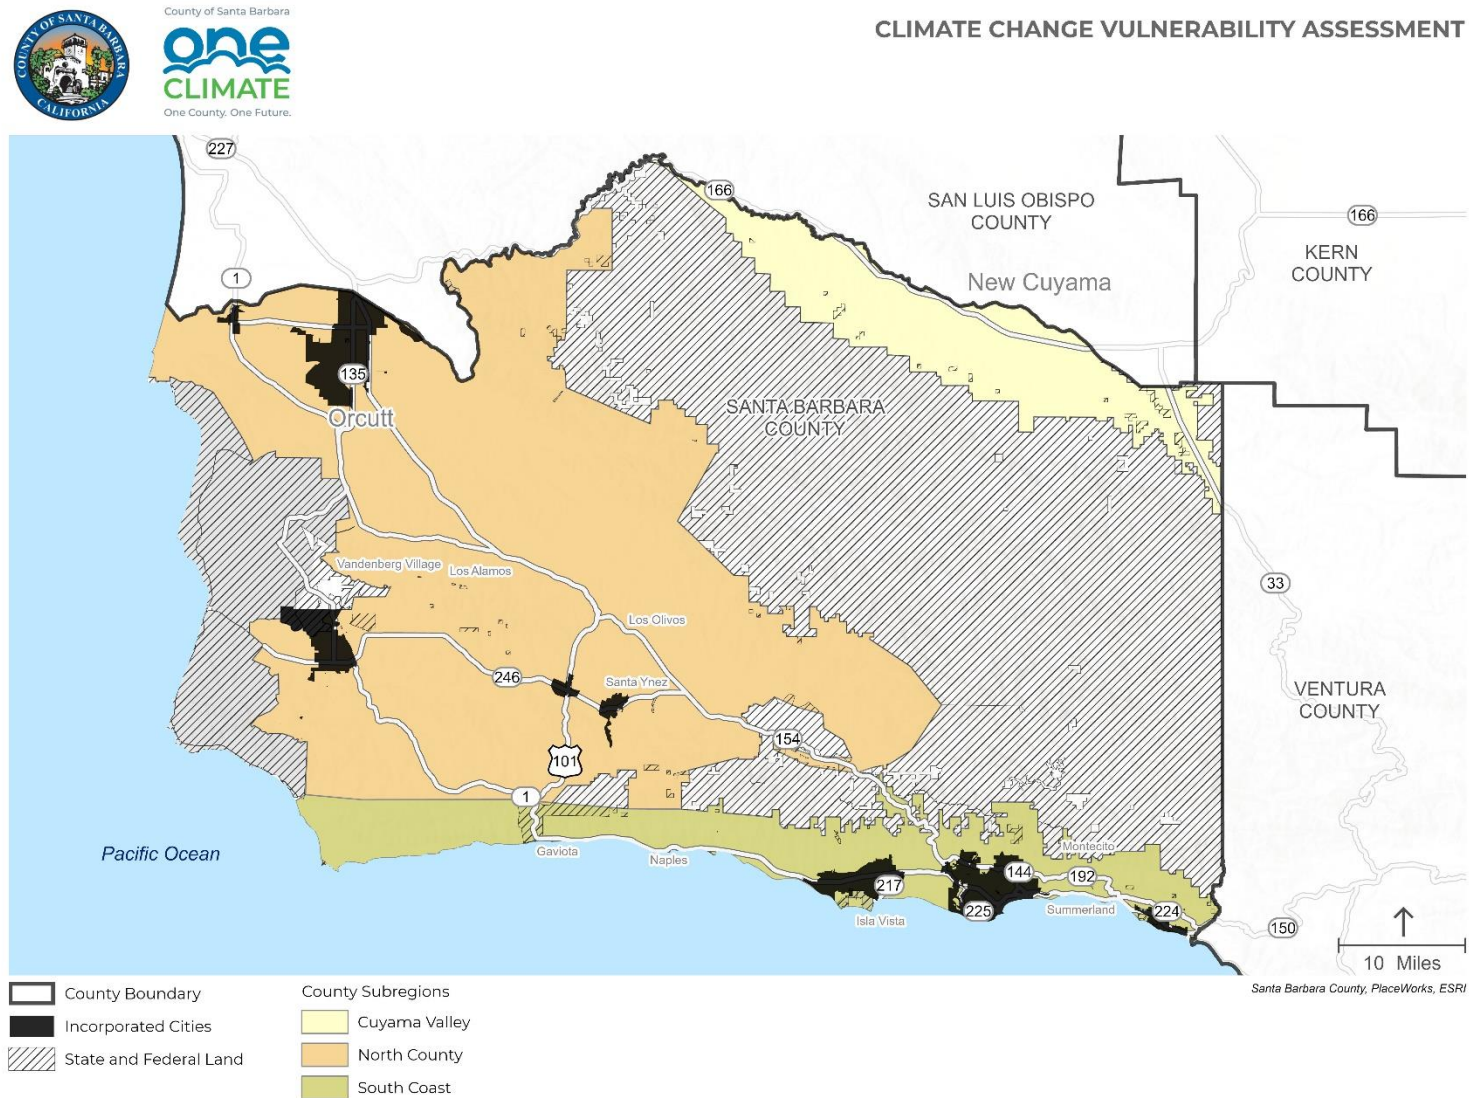 COUNTY OF SANTA BARBARA
CALIFORNIA
County of Santa Barbara
one
CLIMATE
One County. One Future.
CLIMATE CHANGE VULNERABILITY ASSESSMENT
227
166
SAN LUIS OBISPO
COUNTY
166
KERN
COUNTY
1
New Cuyama
135
Orcutt
SANTA BARBARA
COUNTY
Vandenberg Village
Los Alamos
33
Los Olivos
246
Santa Ynez
VENTURA
COUNTY
154
101
1
Pacific Ocean
Gaviota
Naples
Montecito
217
144
192
225
Summerland
224
Isla Vista
150
10 Miles
Santa Barbara County, PlaceWorks, ESRI
County Boundary
Incorporated Cities
State and Federal Land
County Subregions
Cuyama Valley
North County
South Coast